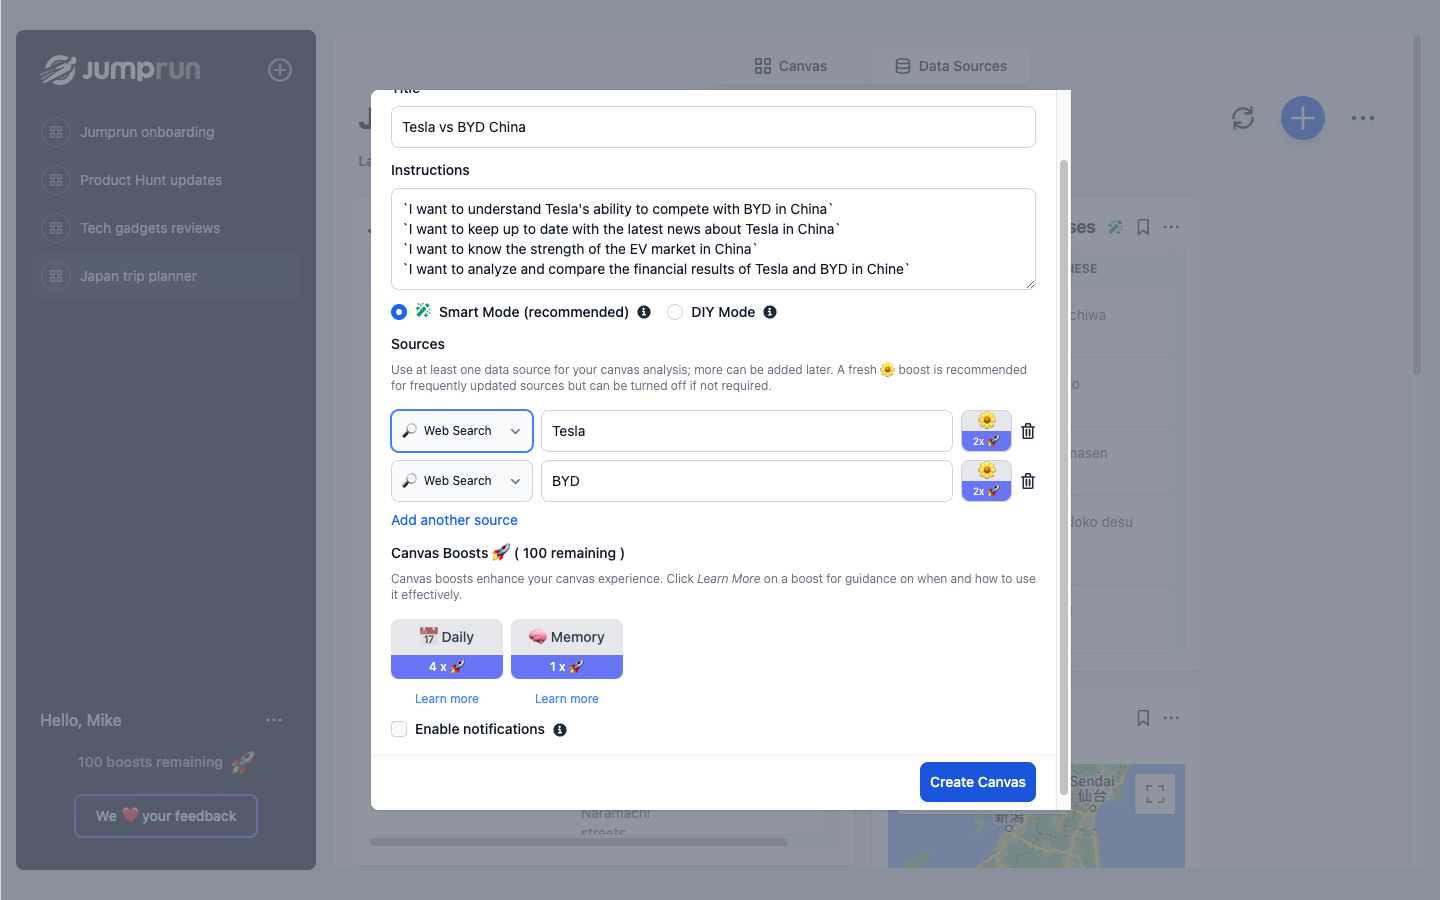 Jumprun
Jumprun onboarding
Product Hunt updates
Tech gadgets reviews
Japan trip planner
Hello, Mike
100 boosts remaining
We ❤️ your feedback
Canvas
Data Sources
Title
Tesla vs BYD China
Instructions
`I want to understand Tesla's ability to compete with BYD in China`
`I want to keep up to date with the latest news about Tesla in China`
`I want to know the strength of the EV market in China`
`I want to analyze and compare the financial results of Tesla and BYD in Chine`
Smart Mode (recommended)
DIY Mode
Sources
Use at least one data source for your canvas analysis; more can be added later. A fresh 🌼 boost is recommended
for frequently updated sources but can be turned off if not required.
Web Search
Tesla
2x 🚀
Web Search
BYD
2x 🚀
Add another source
Canvas Boosts 🚀 ( 100 remaining )
Canvas boosts enhance your canvas experience. Click Learn More on a boost for guidance on when and how to use
it effectively.
📅 Daily
4 x 🚀
Learn more
🧠 Memory
1 x 🚀
Learn more
Enable notifications
Create Canvas
La
ses
NESE
chiwa
o
masen
doko desu
Naramachi
streets
Sendai
仙台
新潟